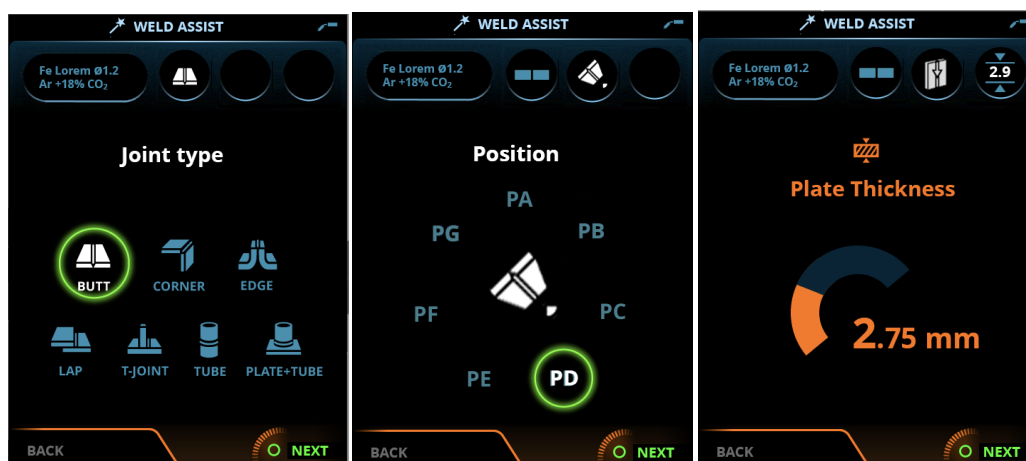 WELD ASSIST
Fe Lorem Ø1.2
Ar +18% CO₂
Joint type
BUTT CORNER EDGE
LAP T-JOINT TUBE PLATE+TUBE
BACK NEXT
WELD ASSIST
Fe Lorem Ø1.2
Ar +18% CO₂
Position
PA
PG PB
PF PC
PE PD
BACK NEXT
WELD ASSIST
Fe Lorem Ø1.2
Ar +18% CO₂
2.9
Plate Thickness
2.75 mm
BACK NEXT